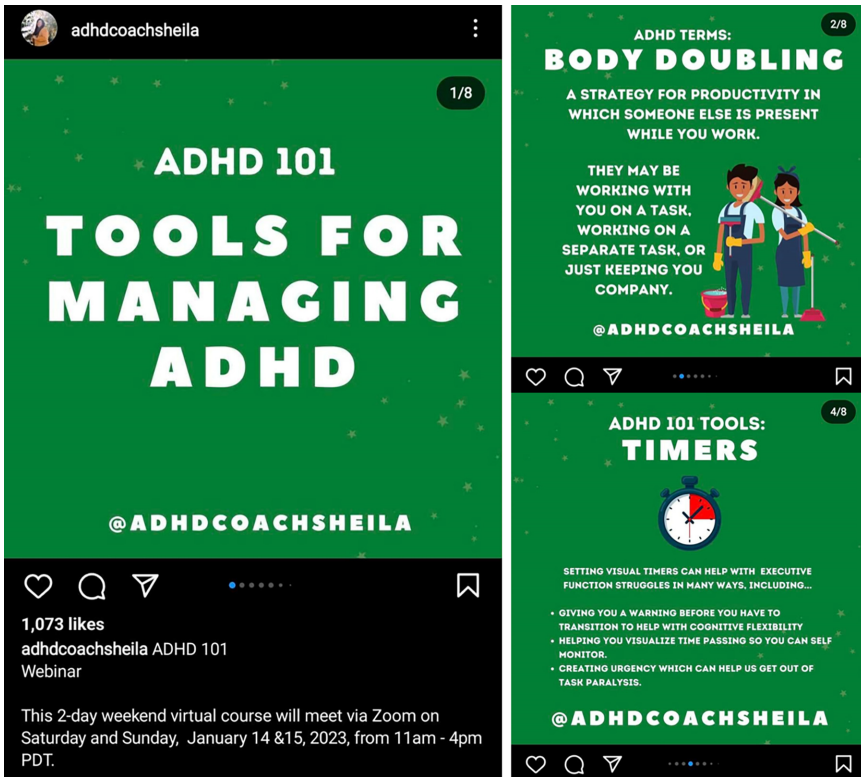 adhdcoachsheila
1/8
ADHD 101
TOOLS FOR
MANAGING
ADHD
@ADHDCOACHSHEILA
1,073 likes
adhdcoachsheila ADHD 101
Webinar
This 2-day weekend virtual course will meet via Zoom on
Saturday and Sunday, January 14 &15, 2023, from 11am - 4pm
PDT.
2/8
ADHD TERMS:
BODY DOUBLING
A STRATEGY FOR PRODUCTIVITY IN
WHICH SOMEONE ELSE IS PRESENT
WHILE YOU WORK.
THEY MAY BE
WORKING WITH
YOU ON A TASK,
WORKING ON A
SEPARATE TASK, OR
JUST KEEPING YOU
COMPANY.
@ADHDCOACHSHEILA
4/8
ADHD 101 TOOLS:
TIMERS
SETTING VISUAL TIMERS CAN HELP WITH EXECUTIVE
FUNCTION STRUGGLES IN MANY WAYS, INCLUDING...
• GIVING YOU A WARNING BEFORE YOU HAVE TO
TRANSITION TO HELP WITH COGNITIVE FLEXIBILITY
• HELPING YOU VISUALIZE TIME PASSING SO YOU CAN SELF
MONITOR.
• CREATING URGENCY WHICH CAN HELP US GET OUT OF
TASK PARALYSIS.
@ADHDCOACHSHEILA